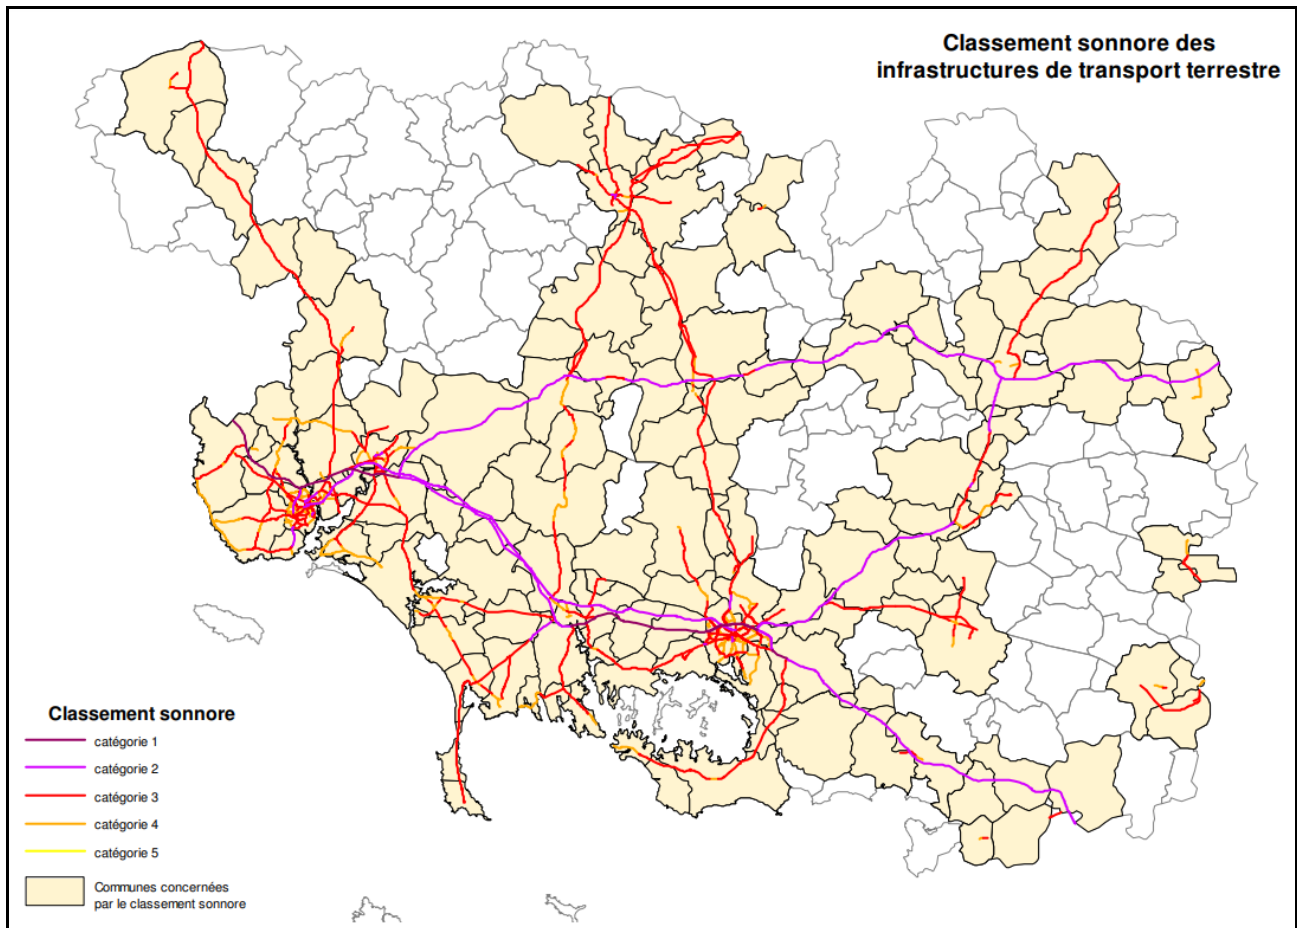 Classement sonnore des
infrastructures de transport terrestre
Classement sonnore
catégorie 1
catégorie 2
catégorie 3
catégorie 4
catégorie 5
Communes concernées
par le classement sonnore